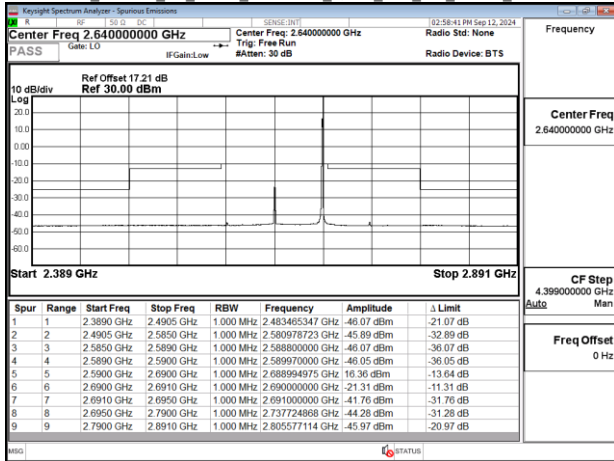 Keysight Spectrum Analyzer - Spurious Emissions
R RF 50 Ω DC SENSE:INT 02:58:41 PM Sep 12, 2024
Center Freq 2.640000000 GHz
Center Freq: 2.640000000 GHz
Radio Std: None
Frequency
PASS
Gate: LO
IFGain:Low
Trig: Free Run
#Atten: 30 dB
Radio Device: BTS
Ref Offset 17.21 dB
10 dB/div Ref 30.00 dBm
Log
20.0
10.0
0.00
-10.0
-20.0
-30.0
-40.0
-50.0
-60.0
Start 2.389 GHz Stop 2.891 GHz
Center Freq
2.640000000 GHz
CF Step
4.399000000 GHz
Auto Man
Freq Offset
0 Hz
Spur Range Start Freq Stop Freq RBW Frequency Amplitude Δ Limit
1 1 2.3890 GHz 2.4905 GHz 1.000 MHz 2.483465347 GHz -46.07 dBm -21.07 dB
2 2 2.4905 GHz 2.5850 GHz 1.000 MHz 2.580978723 GHz -45.89 dBm -32.89 dB
3 3 2.5850 GHz 2.5890 GHz 1.000 MHz 2.588800000 GHz -46.07 dBm -36.07 dB
4 4 2.5890 GHz 2.5900 GHz 1.000 MHz 2.589970000 GHz -46.05 dBm -36.05 dB
5 5 2.5900 GHz 2.6900 GHz 1.000 MHz 2.688994975 GHz 16.36 dBm -13.64 dB
6 6 2.6900 GHz 2.6910 GHz 1.000 MHz 2.690000000 GHz -21.31 dBm -11.31 dB
7 7 2.6910 GHz 2.6950 GHz 1.000 MHz 2.691000000 GHz -41.76 dBm -31.76 dB
8 8 2.6950 GHz 2.7900 GHz 1.000 MHz 2.737724868 GHz -44.28 dBm -31.28 dB
9 9 2.7900 GHz 2.8910 GHz 1.000 MHz 2.805577114 GHz -45.97 dBm -20.97 dB
MSG STATUS